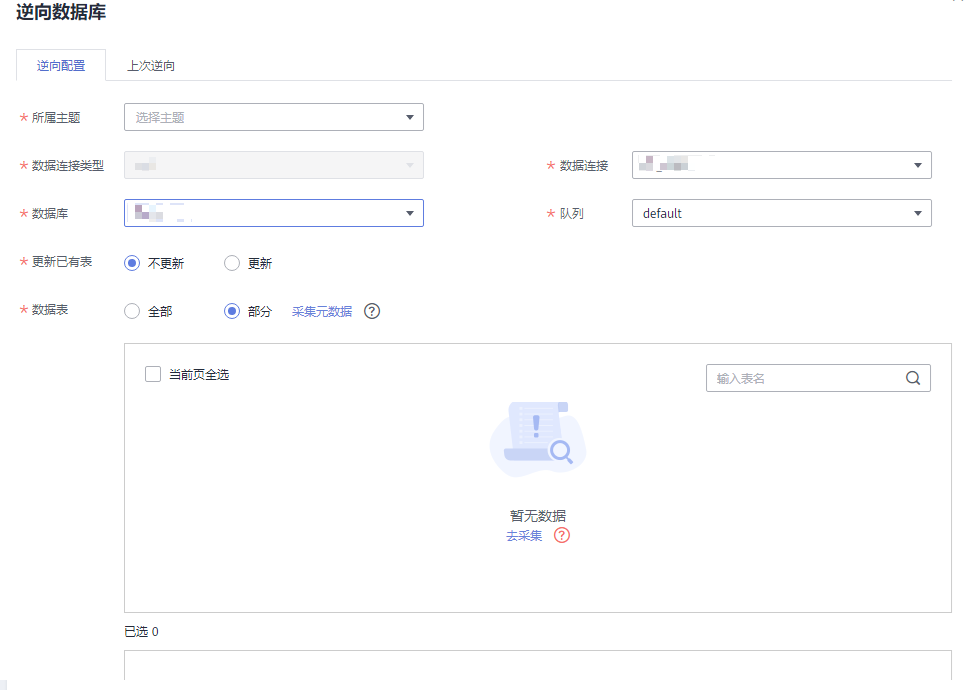 逆向数据库
逆向配置 上次逆向
* 所属主题 选择主题
* 数据连接类型 * 数据连接
* 数据库 * 队列 default
* 更新已有表 不更新 更新
* 数据表 全部 部分 采集元数据 ?
当前页全选 输入表名
暂无数据
去采集 ?
已选 0